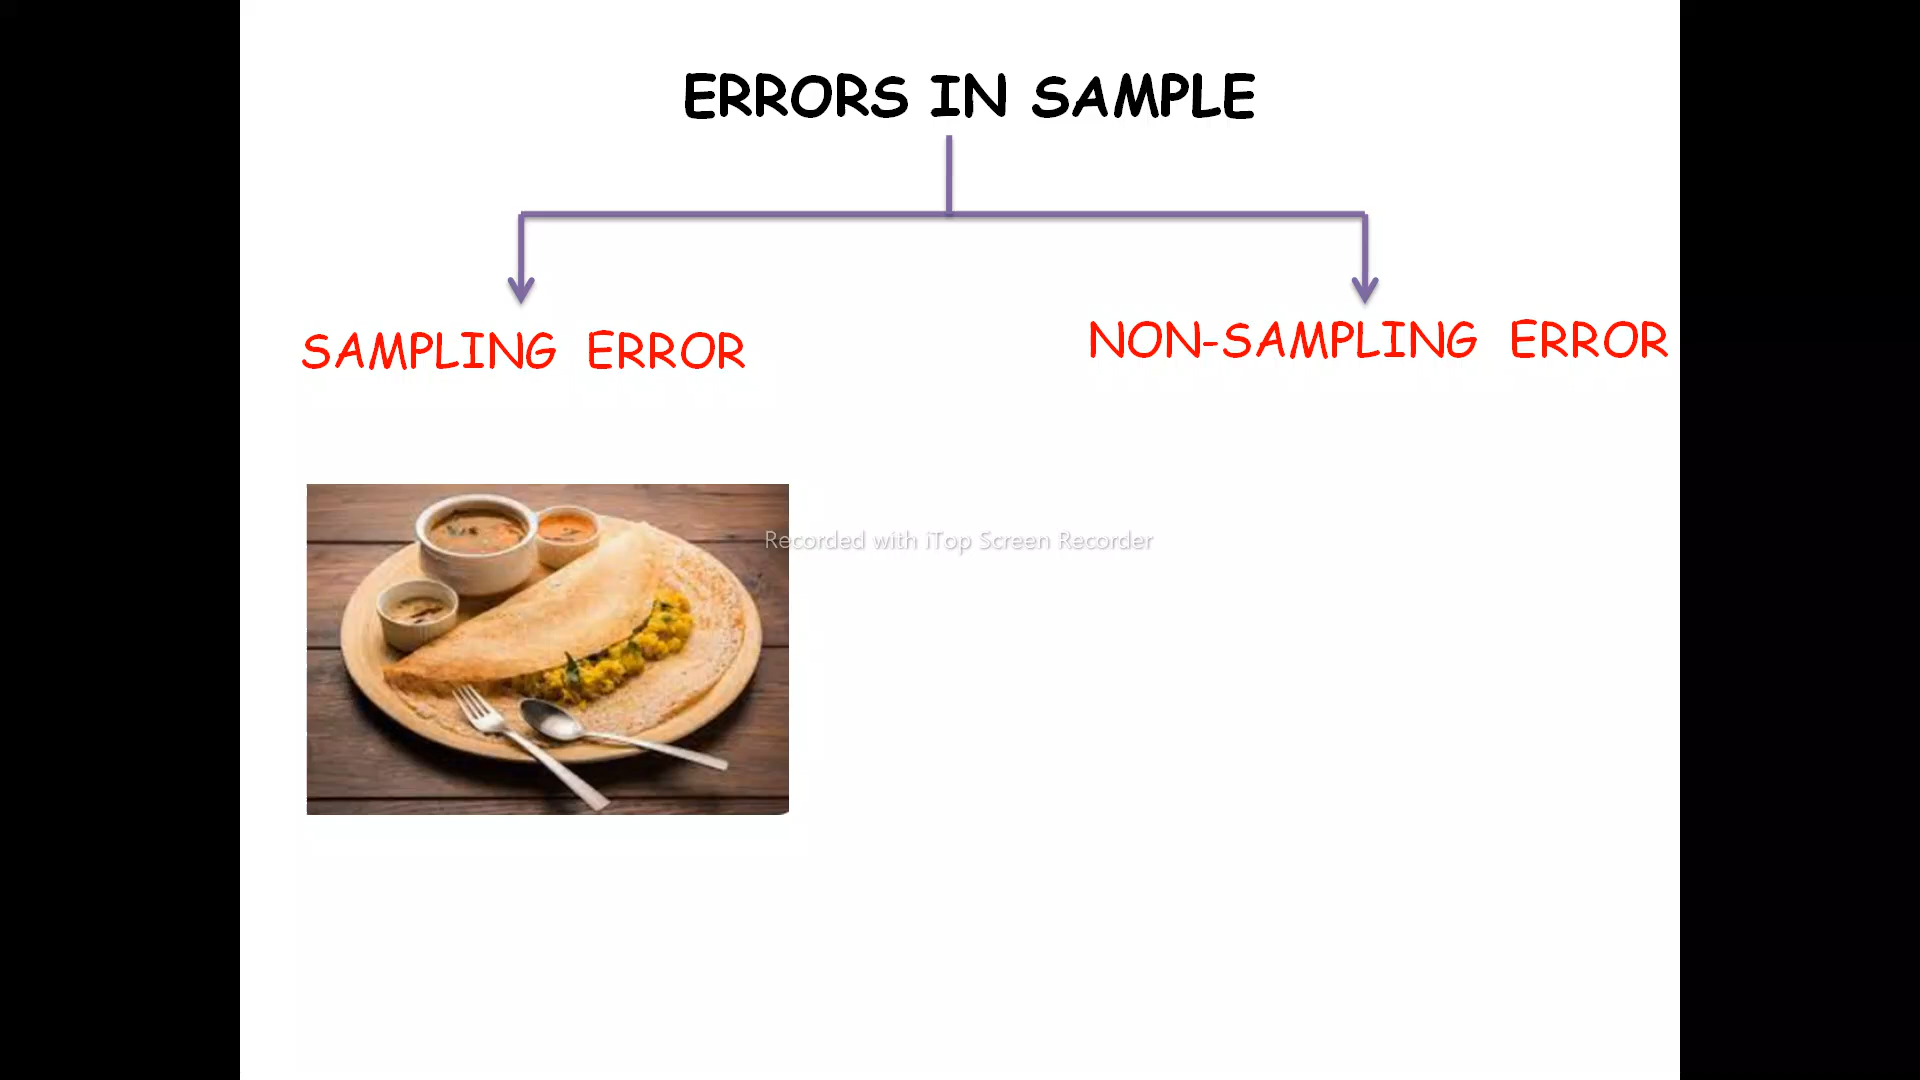 ERRORS IN SAMPLE
SAMPLING ERROR
NON-SAMPLING ERROR
Recorded with iTop Screen Recorder